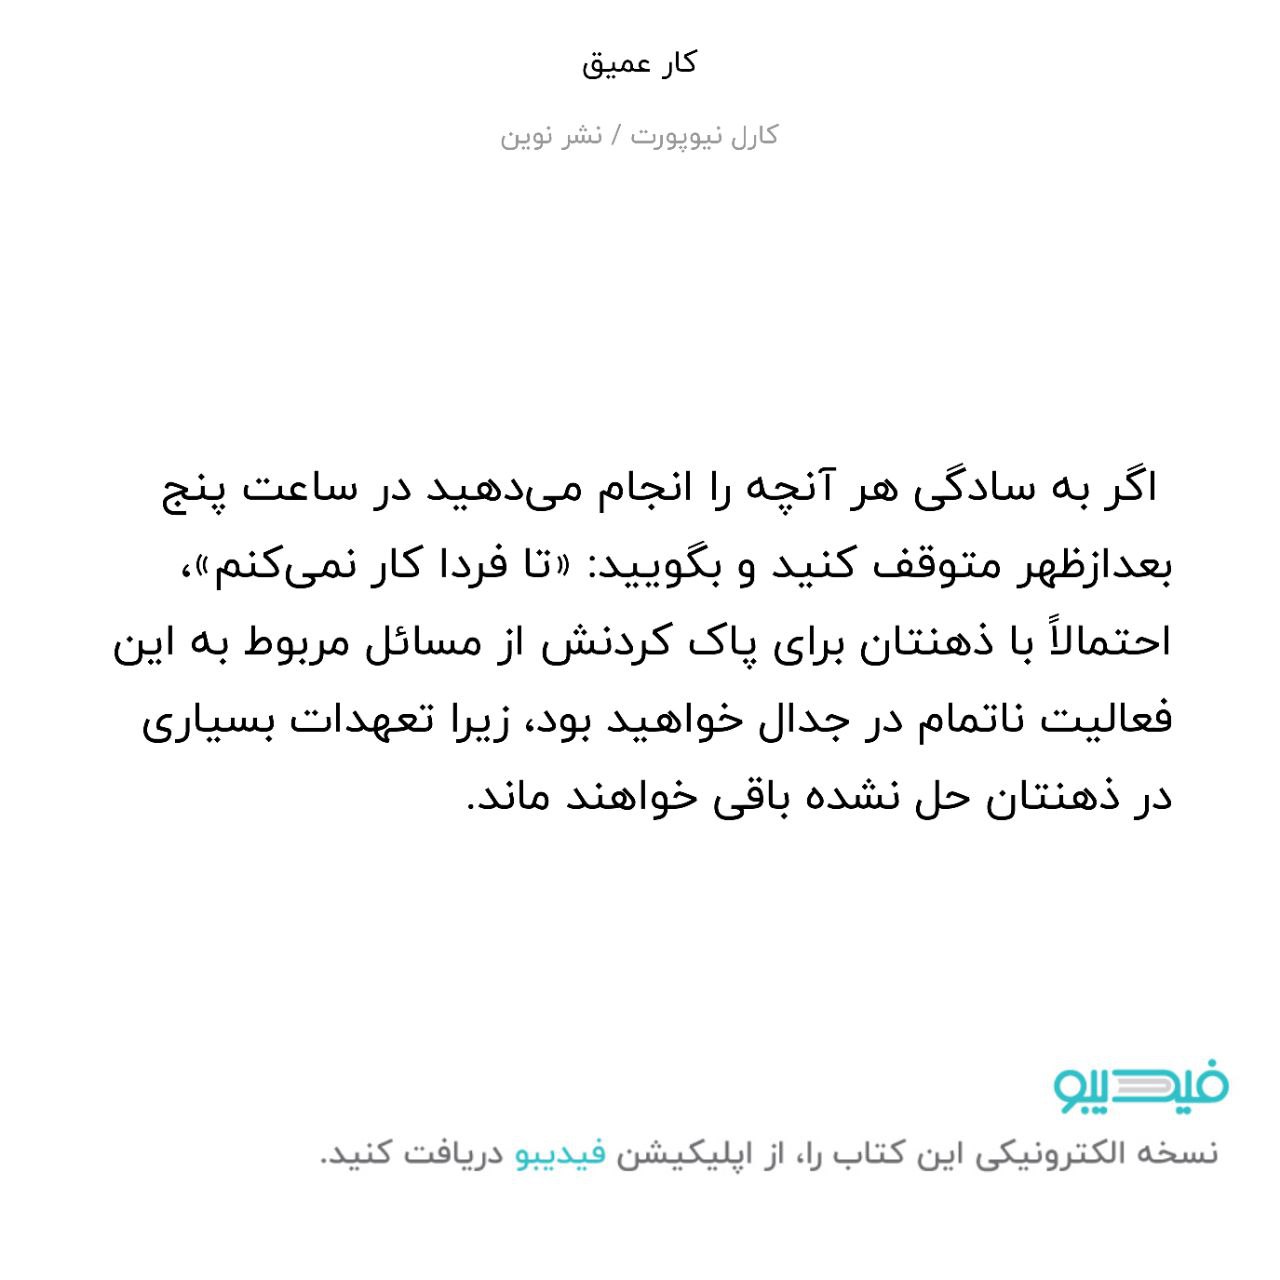 کار عمیق
کارل نیوپورت / نشر نوین
اگر به سادگی هر آنچه را انجام می‌دهید در ساعت پنج
بعدازظهر متوقف کنید و بگویید: «تا فردا کار نمی‌کنم»،
احتمالاً با ذهنتان برای پاک کردنش از مسائل مربوط به این
فعالیت ناتمام در جدال خواهید بود، زیرا تعهدات بسیاری
در ذهنتان حل نشده باقی خواهند ماند.
فیدیبو
نسخه الکترونیکی این کتاب را، از اپلیکیشن فیدیبو دریافت کنید.